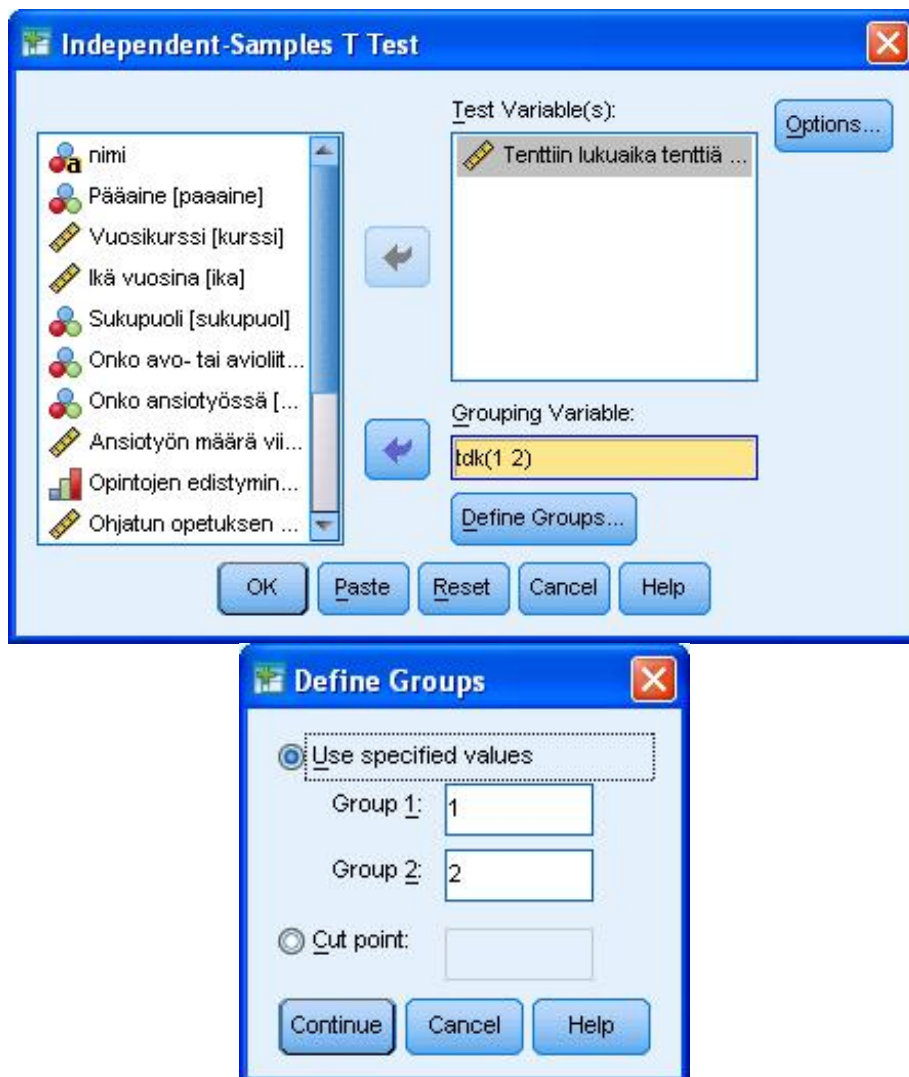 Independent-Samples T Test
Test Variable(s):
Options...
nimi
Pääaine [paaaine]
Vuosikurssi [kurssi]
Ikä vuosina [ika]
Sukupuoli [sukupuol]
Onko avo- tai avioliit...
Onko ansiotyössä [...
Ansiotyön määrä vii...
Opintojen edistymin...
Ohjatun opetuksen ...
Tenttiin lukuaika tenttiä ...
Grouping Variable:
tdk(1 2)
Define Groups...
OK Paste Reset Cancel Help
Define Groups
Use specified values
Group 1: 1
Group 2: 2
Cut point:
Continue Cancel Help